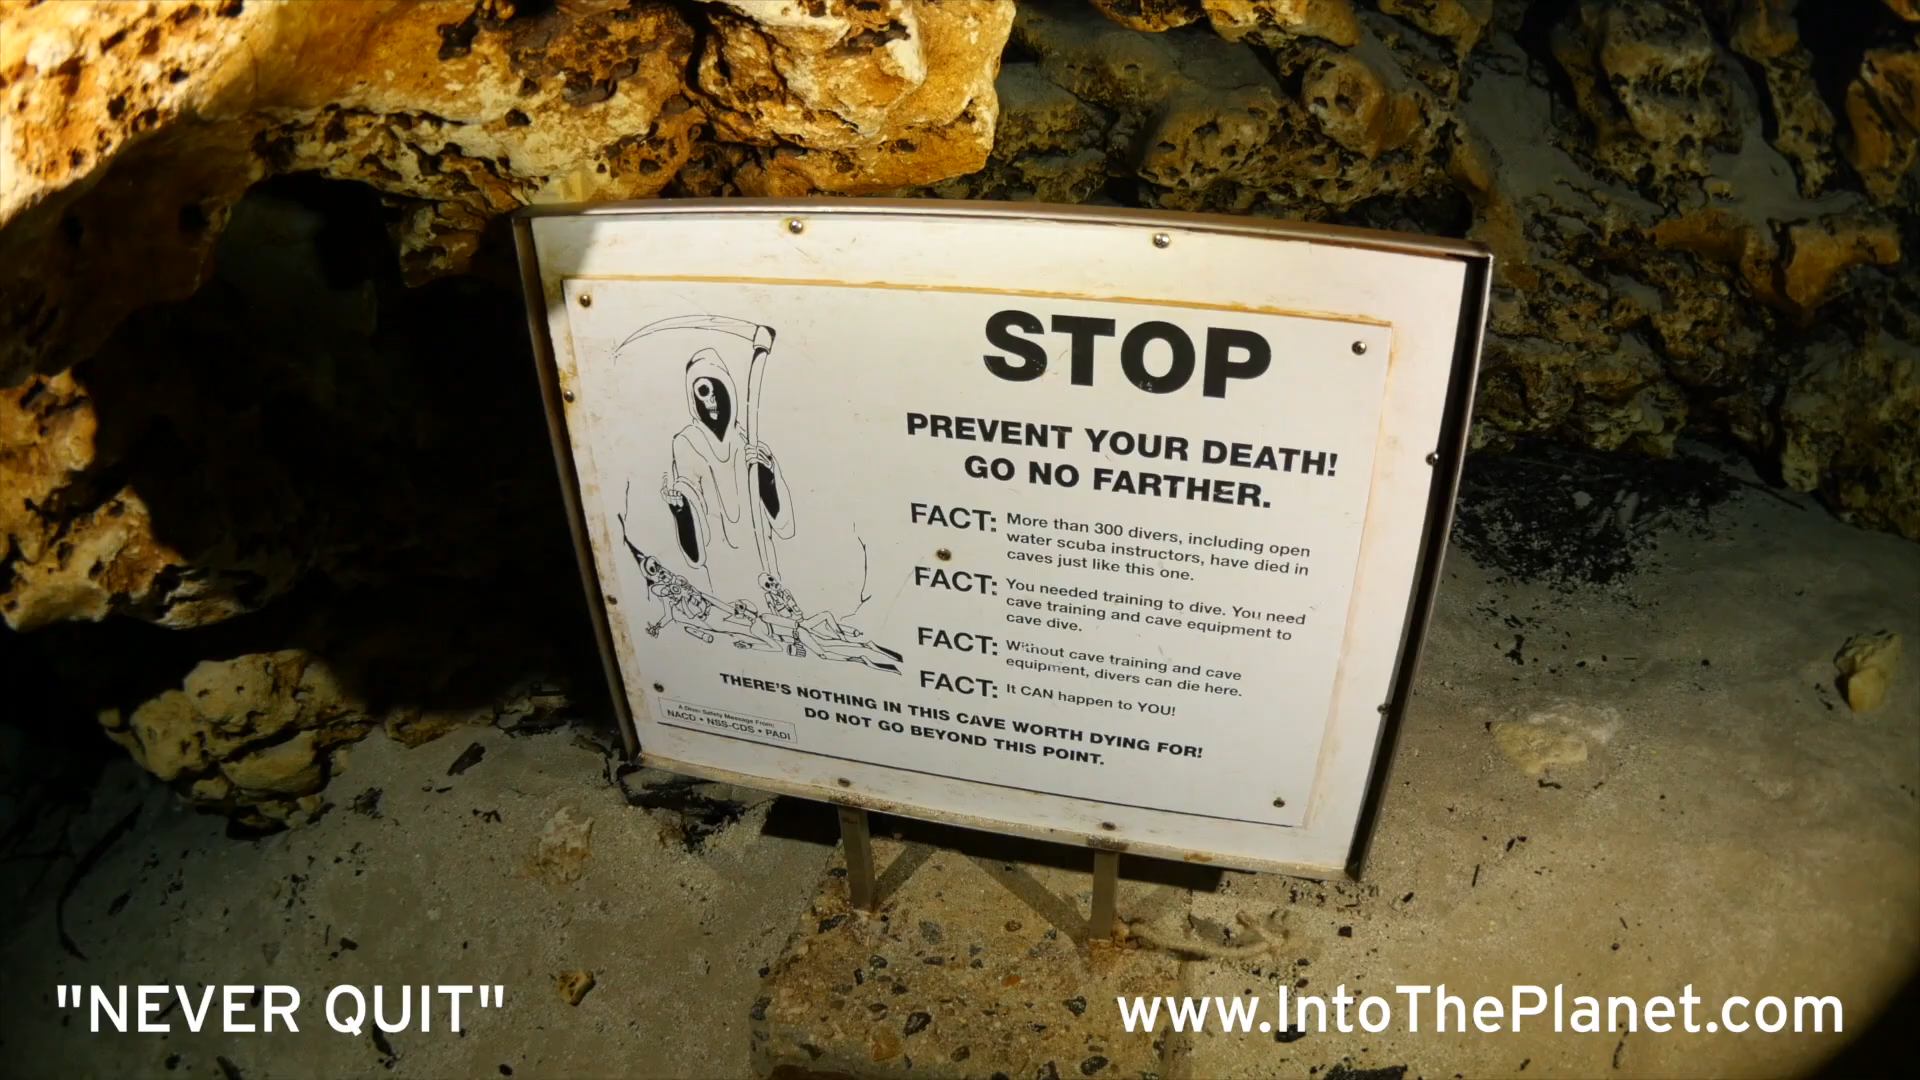 STOP
PREVENT YOUR DEATH!
GO NO FARTHER.
FACT: More than 300 divers, including open
water scuba instructors, have died in
caves just like this one.
FACT: You needed training to dive. You need
cave training and cave equipment to
cave dive.
FACT: Without cave training and cave
equipment, divers can die here.
FACT: It CAN happen to YOU!
THERE'S NOTHING IN THIS CAVE WORTH DYING FOR!
DO NOT GO BEYOND THIS POINT.
A Diver Safety Message From:
NACD • NSS-CDS • PADI
"NEVER QUIT"
www.IntoThePlanet.com